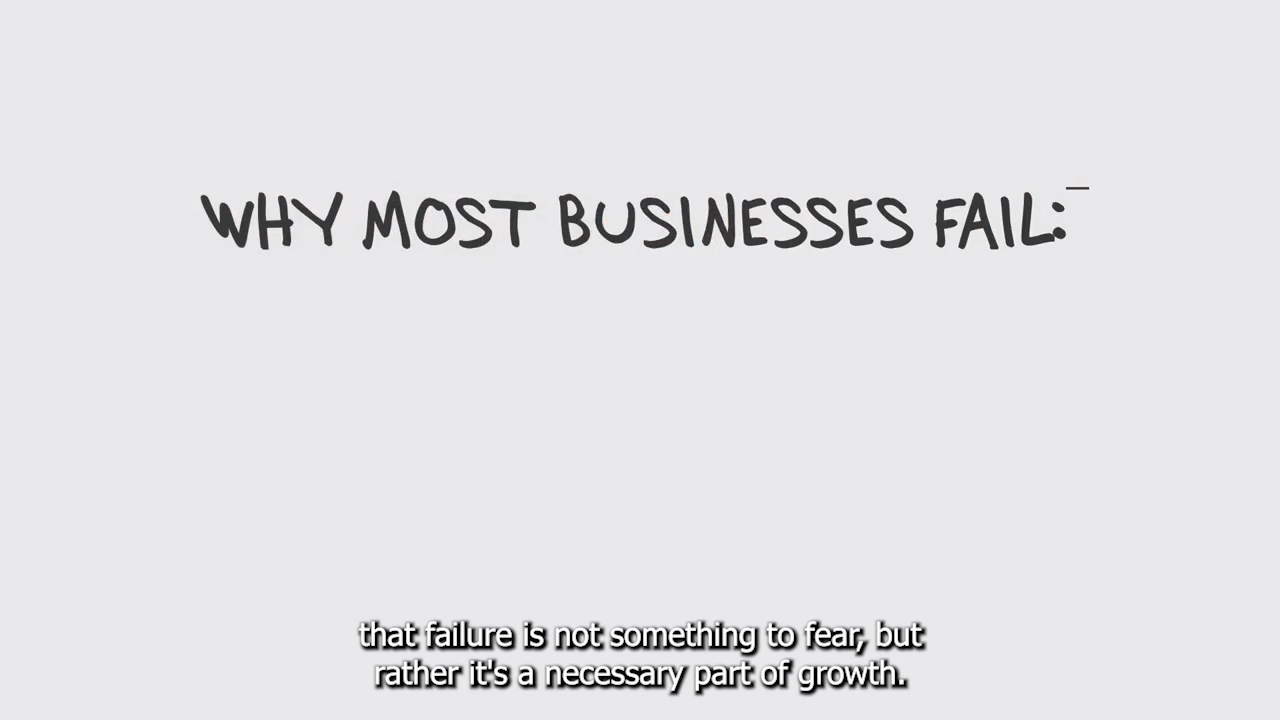 WHY MOST BUSINESSES FAIL:
that failure is not something to fear, but
rather it's a necessary part of growth.